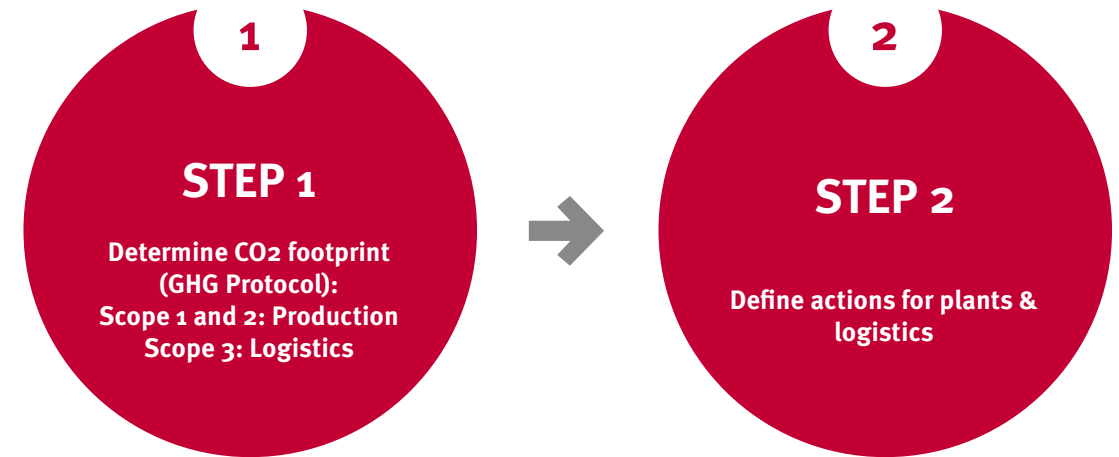 1
STEP 1
Determine CO2 footprint
(GHG Protocol):
Scope 1 and 2: Production
Scope 3: Logistics
2
STEP 2
Define actions for plants &
logistics